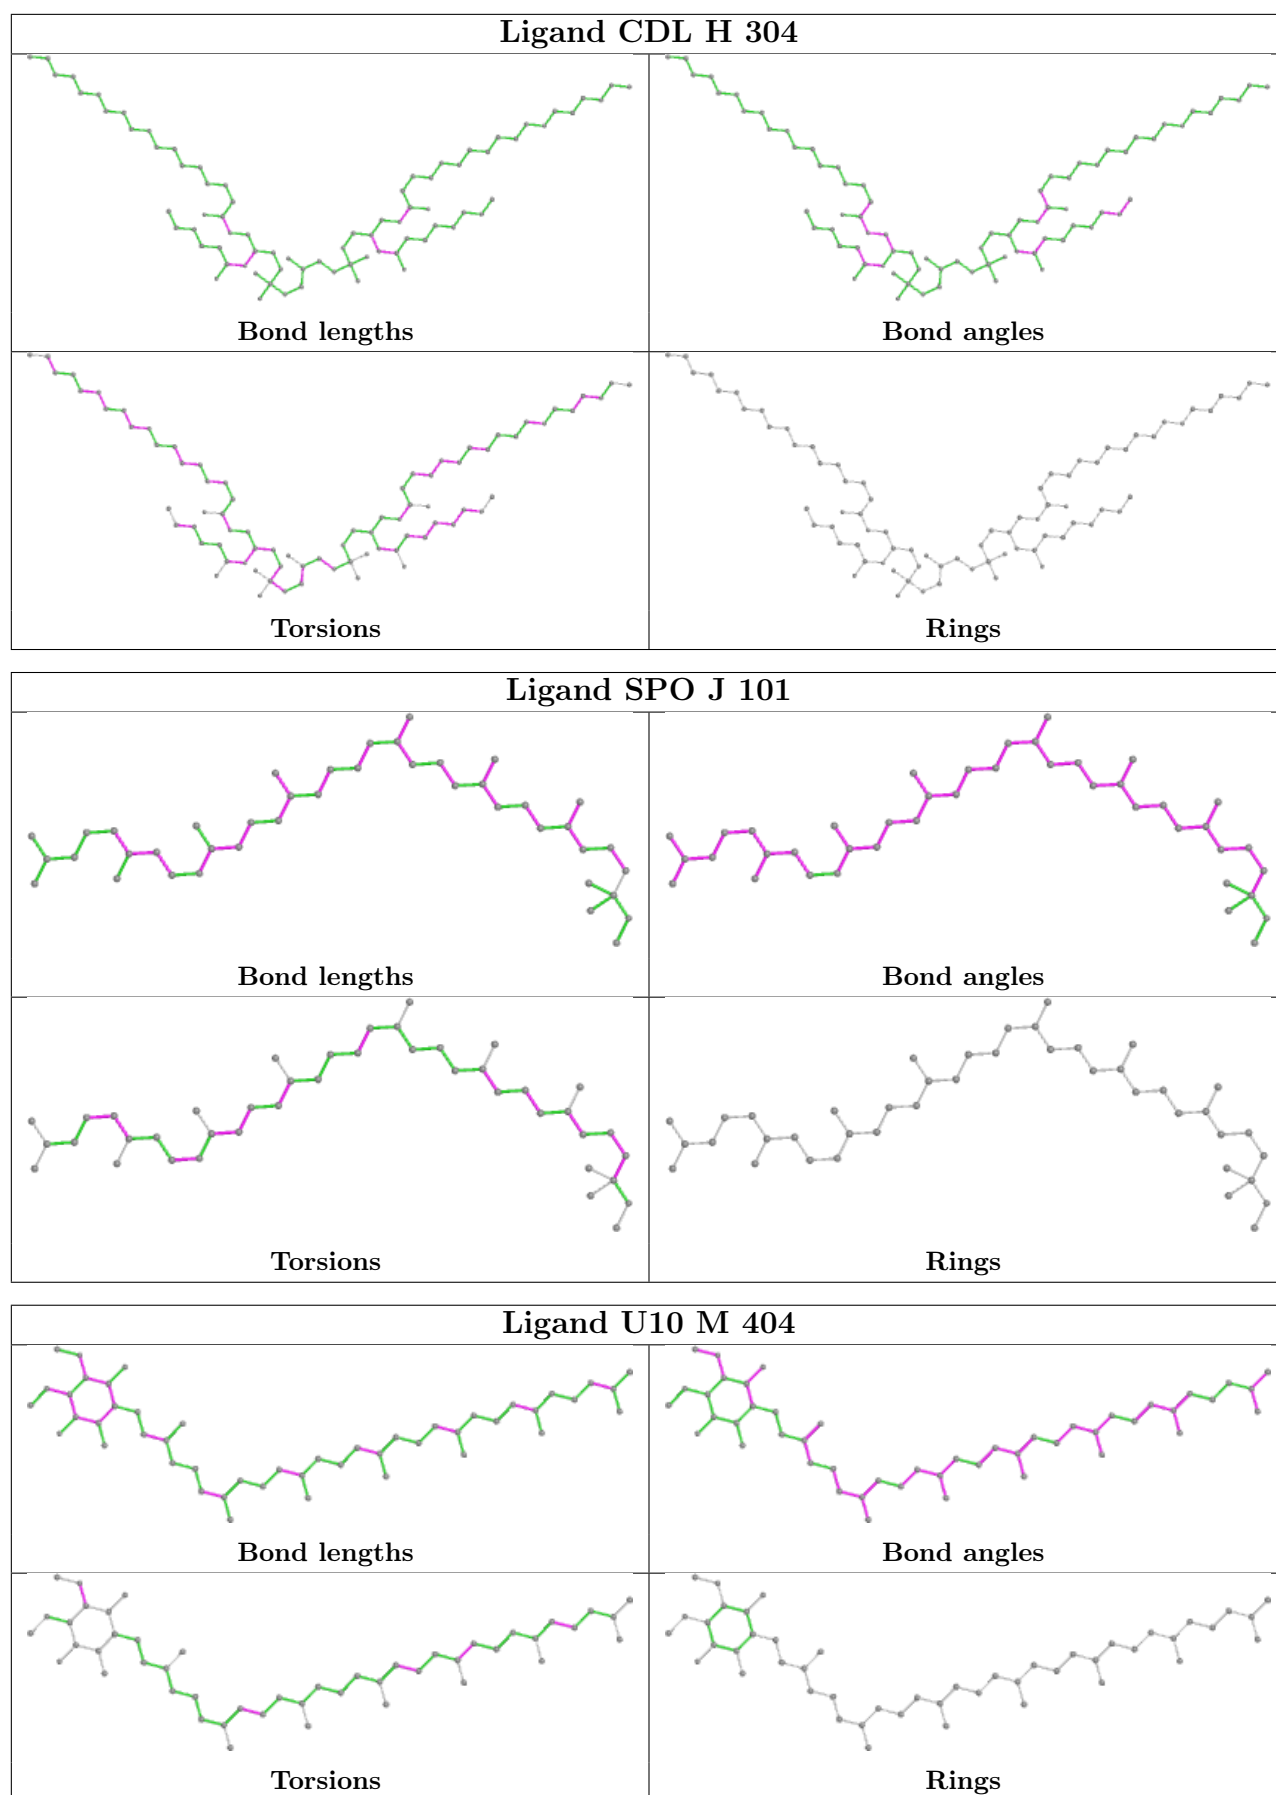 Ligand CDL H 304
Bond lengths
Bond angles
Torsions
Rings
Ligand SPO J 101
Bond lengths
Bond angles
Torsions
Rings
Ligand U10 M 404
Bond lengths
Bond angles
Torsions
Rings